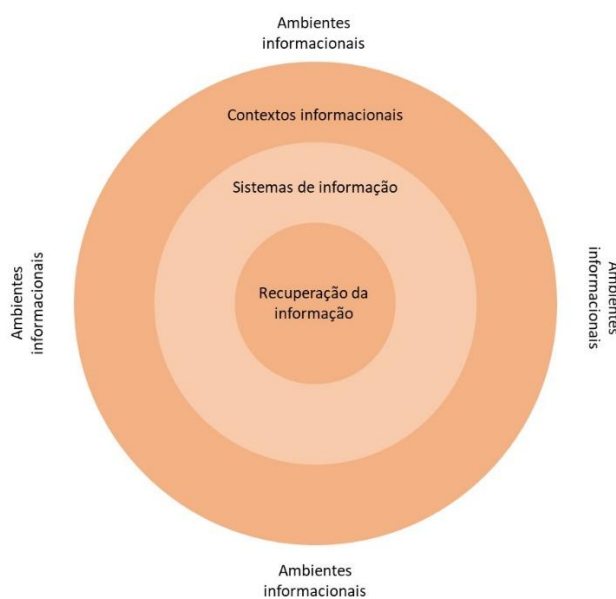 Ambientes
informacionais
Contextos informacionais
Sistemas de informação
Ambientes
informacionais
Recuperação da
informação
Ambientes
informacionais
Ambientes
informacionais